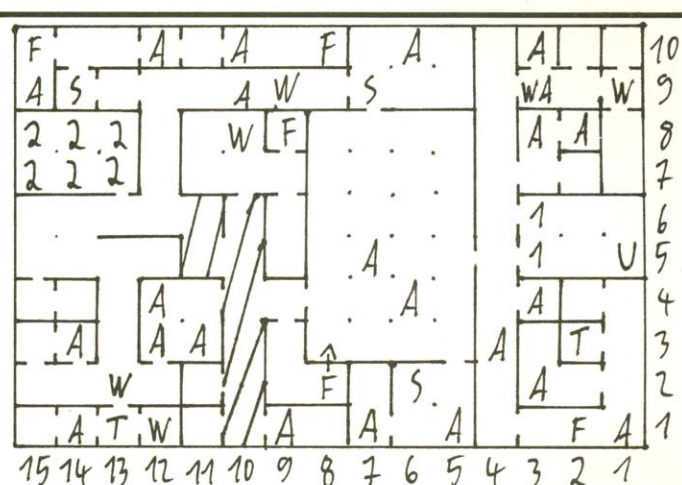 F A A F A A 10
A S A W S W A W 9
2 2 2 W F A A 8
2 2 2 7
1 6
A 1 U 5
A A A 4
A A A A T 3
W F S A 2
A T W A A A F A 1
15 14 13 12 11 10 9 8 7 6 5 4 3 2 1